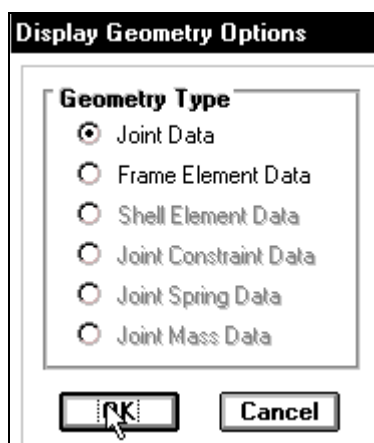 Display Geometry Options
Geometry Type
Joint Data
Frame Element Data
Shell Element Data
Joint Constraint Data
Joint Spring Data
Joint Mass Data
OK Cancel